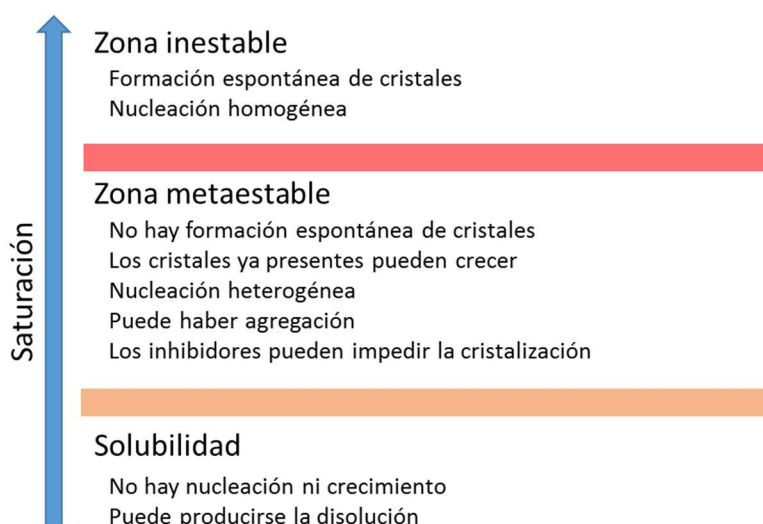 Saturación
Zona inestable
Formación espontánea de cristales
Nucleación homogénea
Zona metaestable
No hay formación espontánea de cristales
Los cristales ya presentes pueden crecer
Nucleación heterogénea
Puede haber agregación
Los inhibidores pueden impedir la cristalización
Solubilidad
No hay nucleación ni crecimiento
Puede producirse la disolución